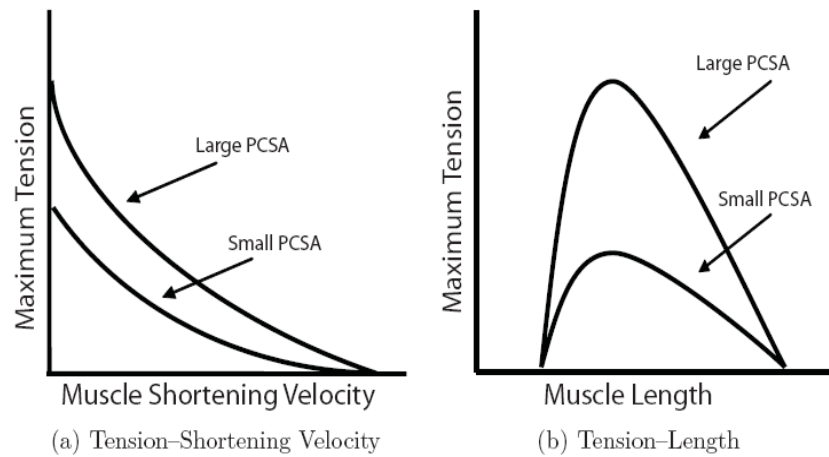 Maximum Tension
Large PCSA
Small PCSA
Muscle Shortening Velocity
(a) Tension–Shortening Velocity
Maximum Tension
Large PCSA
Small PCSA
Muscle Length
(b) Tension–Length